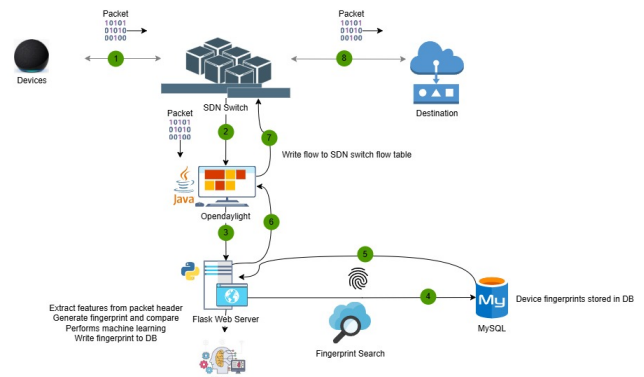 Packet
10101
01010
00100
1
Devices
SDN Switch
Packet
10101
01010
00100
8
Destination
Packet
10101
01010
00100
2
7
Write flow to SDN switch flow table
Java
Opendaylight
6
3
5
Extract features from packet header
Generate fingerprint and compare
Performs machine learning
Write fingerprint to DB
Flask Web Server
4
Fingerprint Search
My
MySQL
Device fingerprints stored in DB